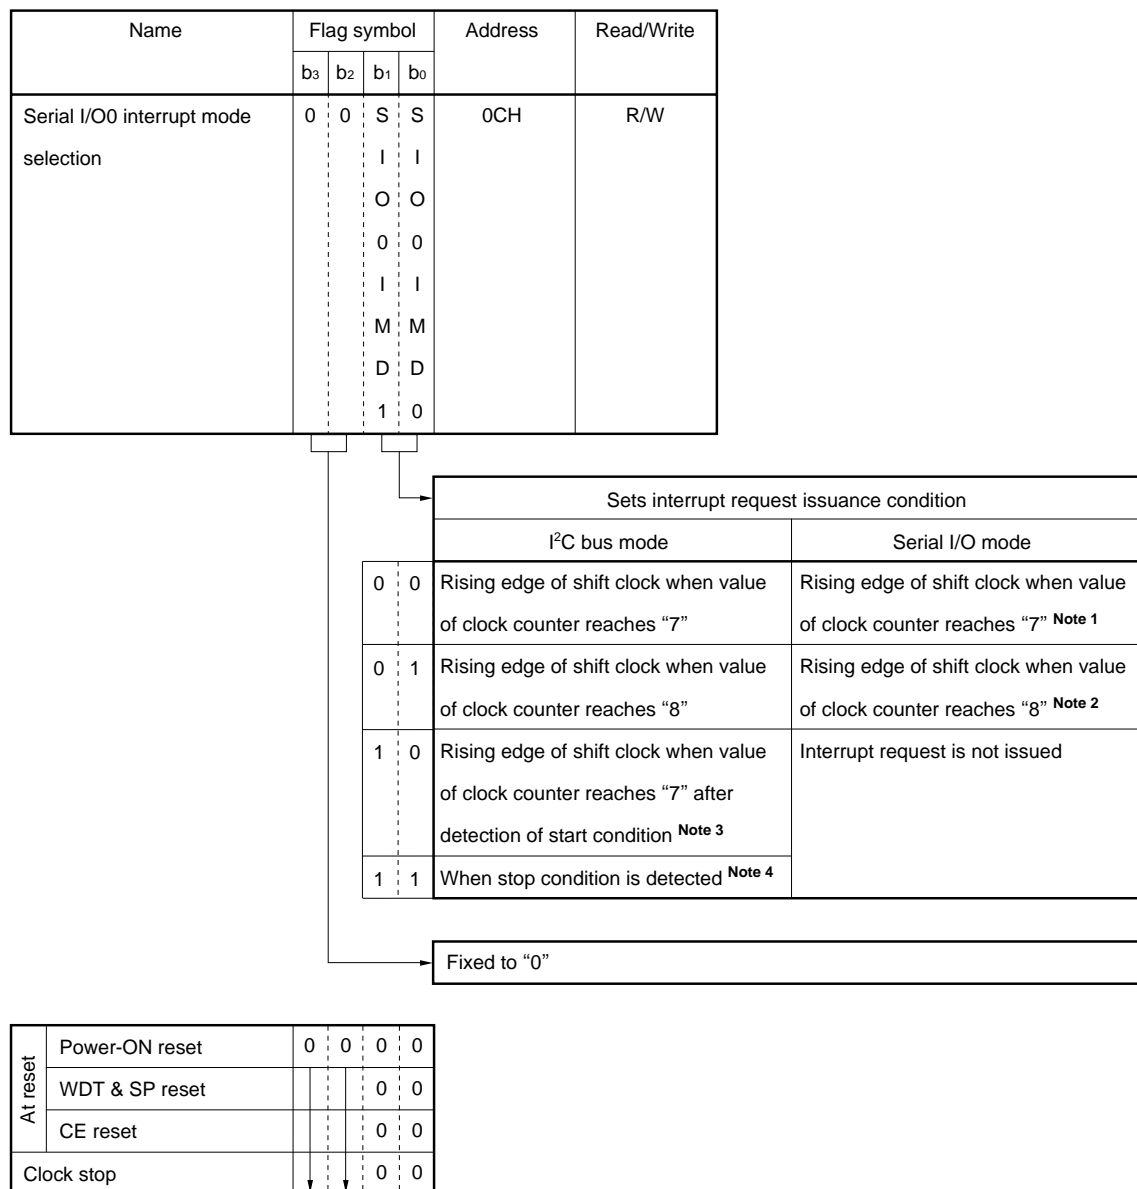 Name Flag symbol Address Read/Write
b3 b2 b1 b0
Serial I/O0 interrupt mode 0 0 S S 0CH R/W
selection I I
O O
0 0
I I
M M
D D
1 0
Sets interrupt request issuance condition
I2C bus mode Serial I/O mode
0 0 Rising edge of shift clock when value Rising edge of shift clock when value
of clock counter reaches “7” of clock counter reaches “7” Note 1
0 1 Rising edge of shift clock when value Rising edge of shift clock when value
of clock counter reaches “8” of clock counter reaches “8” Note 2
1 0 Rising edge of shift clock when value Interrupt request is not issued
of clock counter reaches “7” after
detection of start condition Note 3
1 1 When stop condition is detected Note 4
Fixed to “0”
At reset
Power-ON reset 0 0 0 0
WDT & SP reset 0 0
CE reset 0 0
Clock stop 0 0